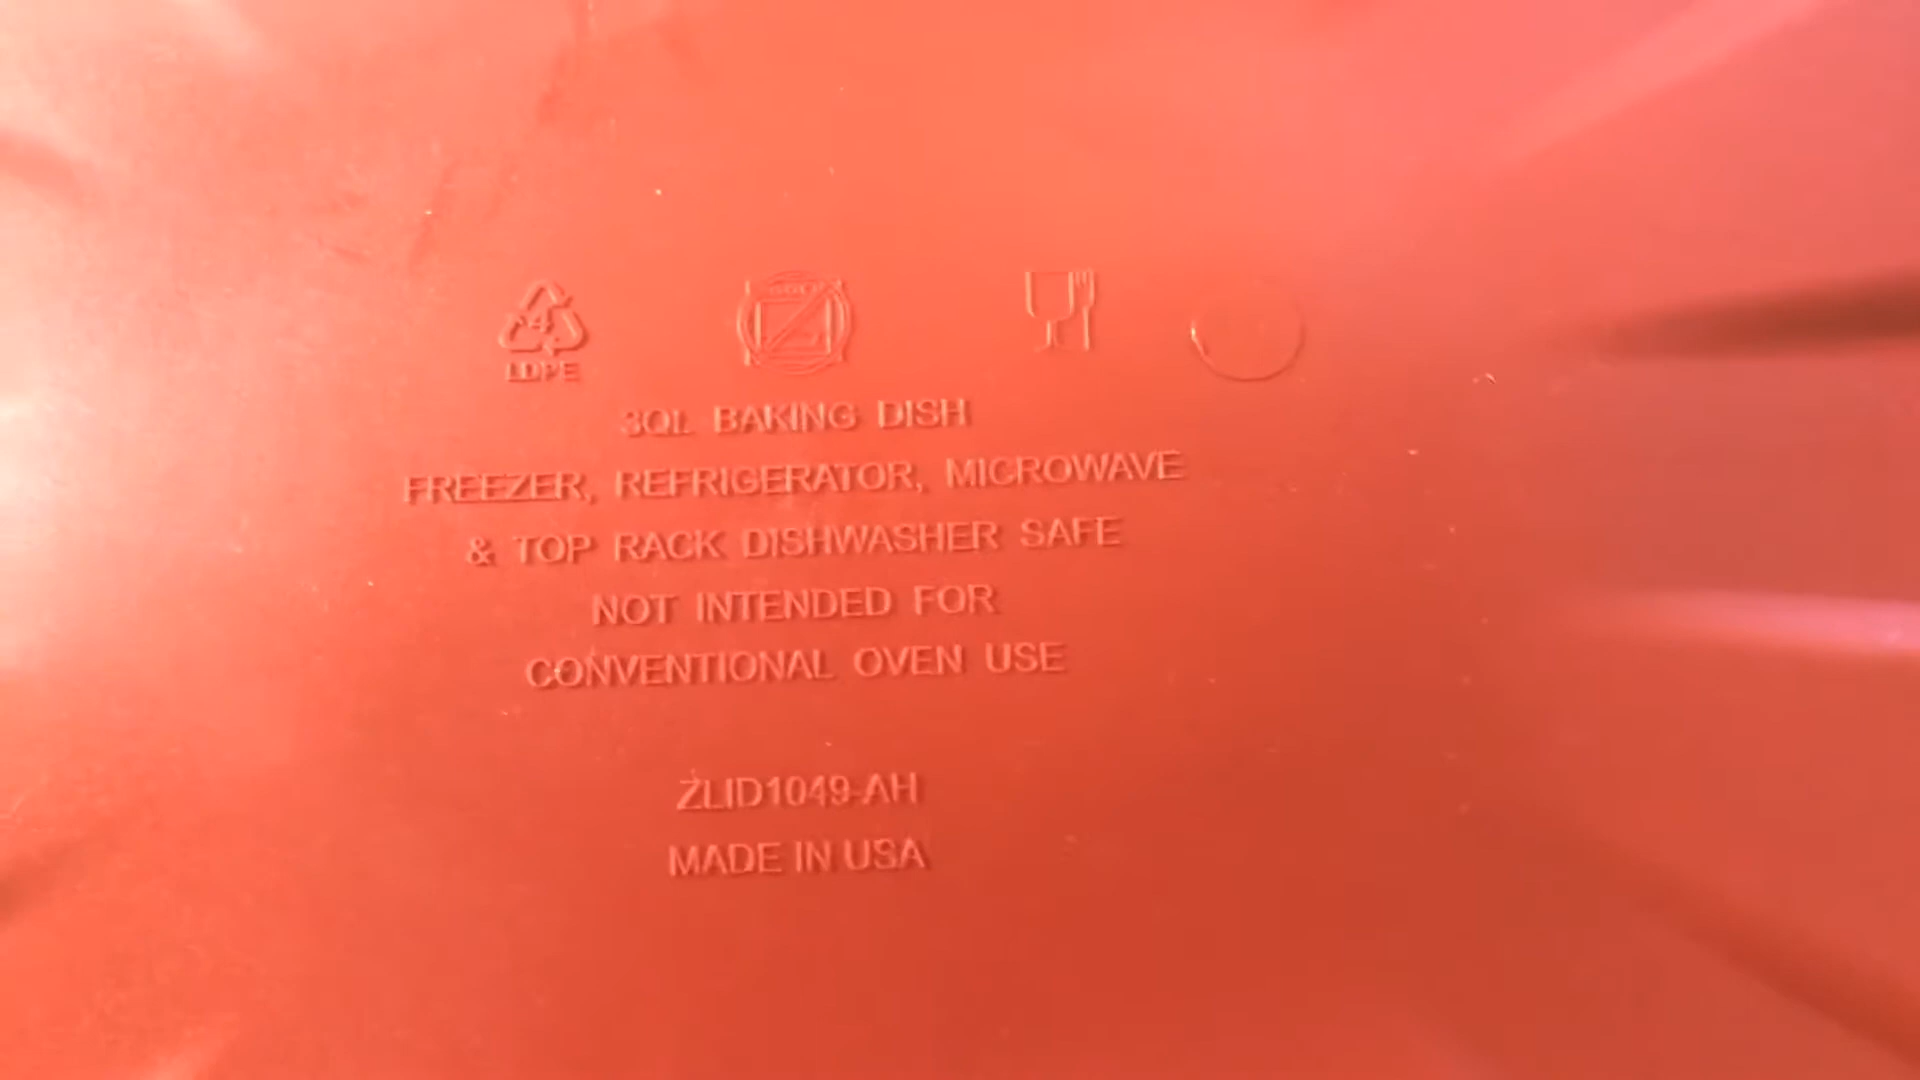 4
LDPE
3QL BAKING DISH
FREEZER, REFRIGERATOR, MICROWAVE
& TOP RACK DISHWASHER SAFE
NOT INTENDED FOR
CONVENTIONAL OVEN USE
ZLID1049-AH
MADE IN USA